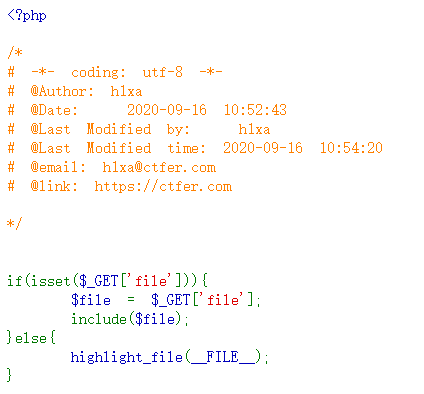 <?php
/*
# -*- coding: utf-8 -*-
# @Author: h1xa
# @Date:   2020-09-16 10:52:43
# @Last Modified by:   h1xa
# @Last Modified time: 2020-09-16 10:54:20
# @email: h1xa@ctfer.com
# @link: https://ctfer.com
*/
if(isset($_GET['file'])){
    $file = $_GET['file'];
    include($file);
}else{
    highlight_file(__FILE__);
}